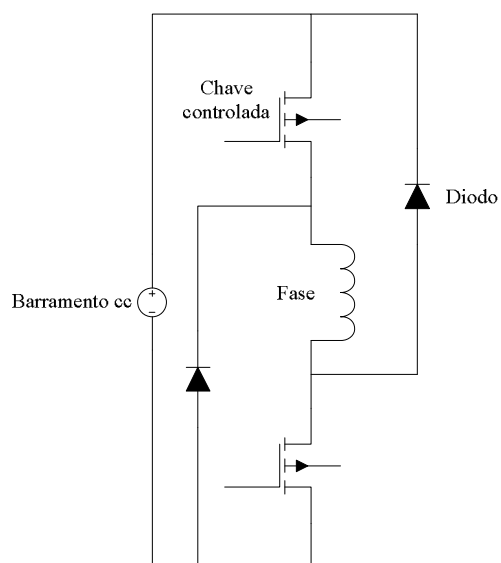 Chave
controlada
Diodo
Fase
Barramento cc
+
−